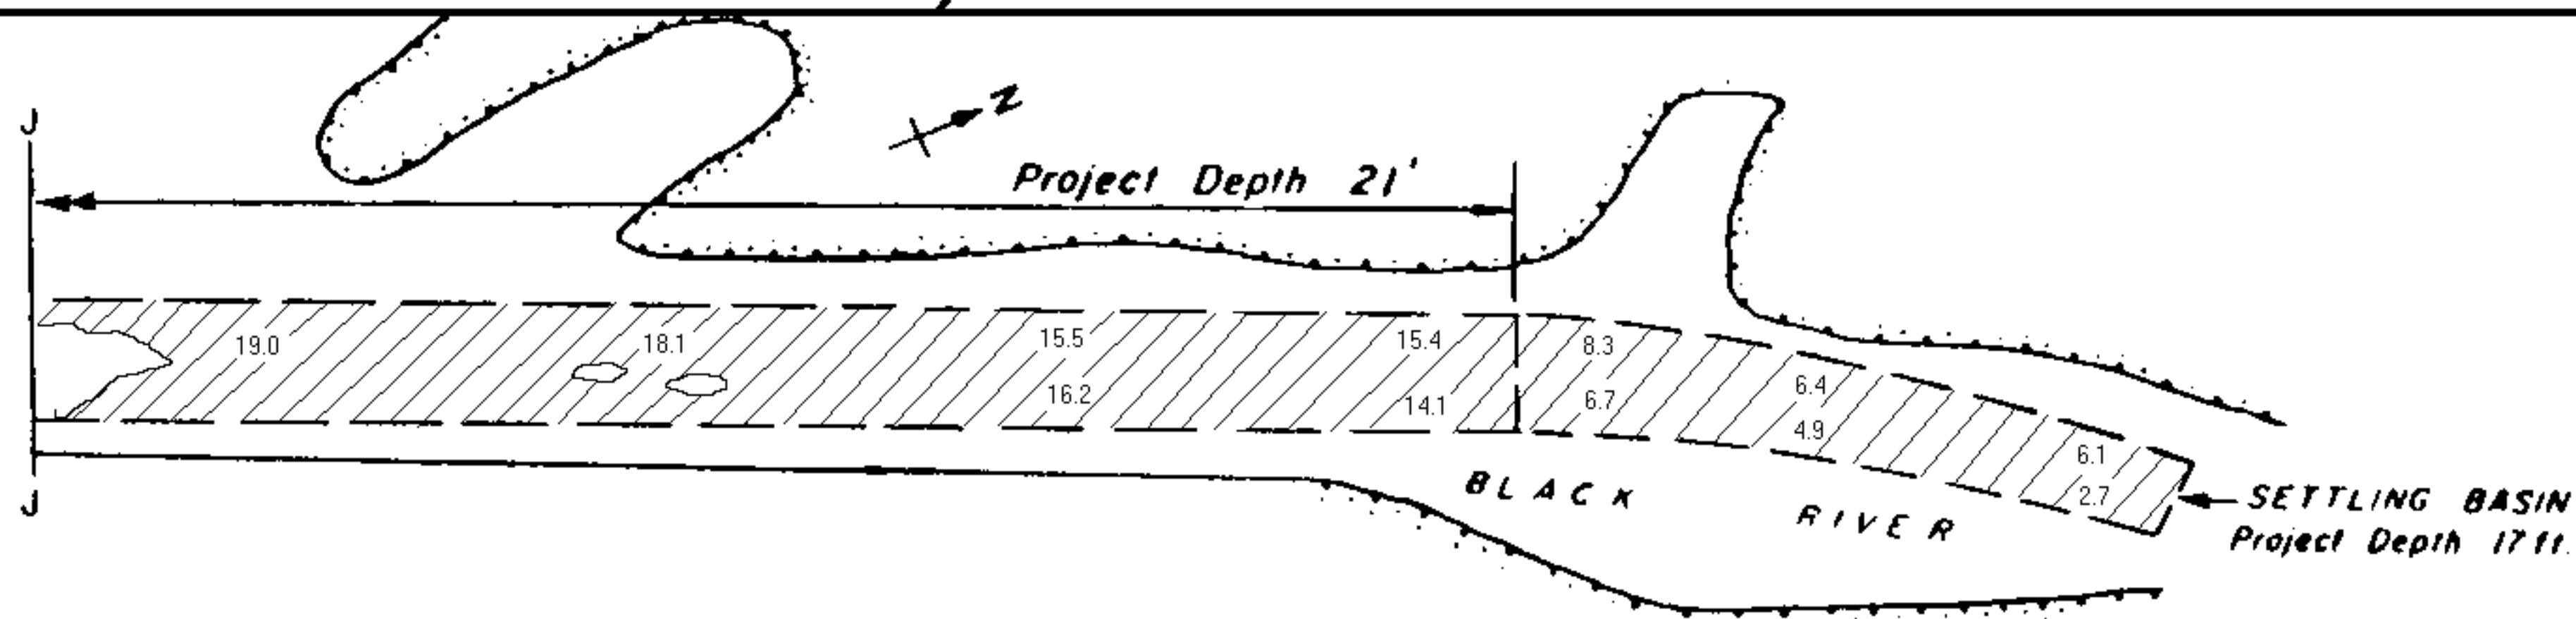 J
N
Project Depth 21'
19.0 18.1 15.5 15.4 8.3
6.4
16.2 14.1 6.7
4.9
6.1
2.7
J
BLACK RIVER
SETTLING BASIN
Project Depth 17 ft.